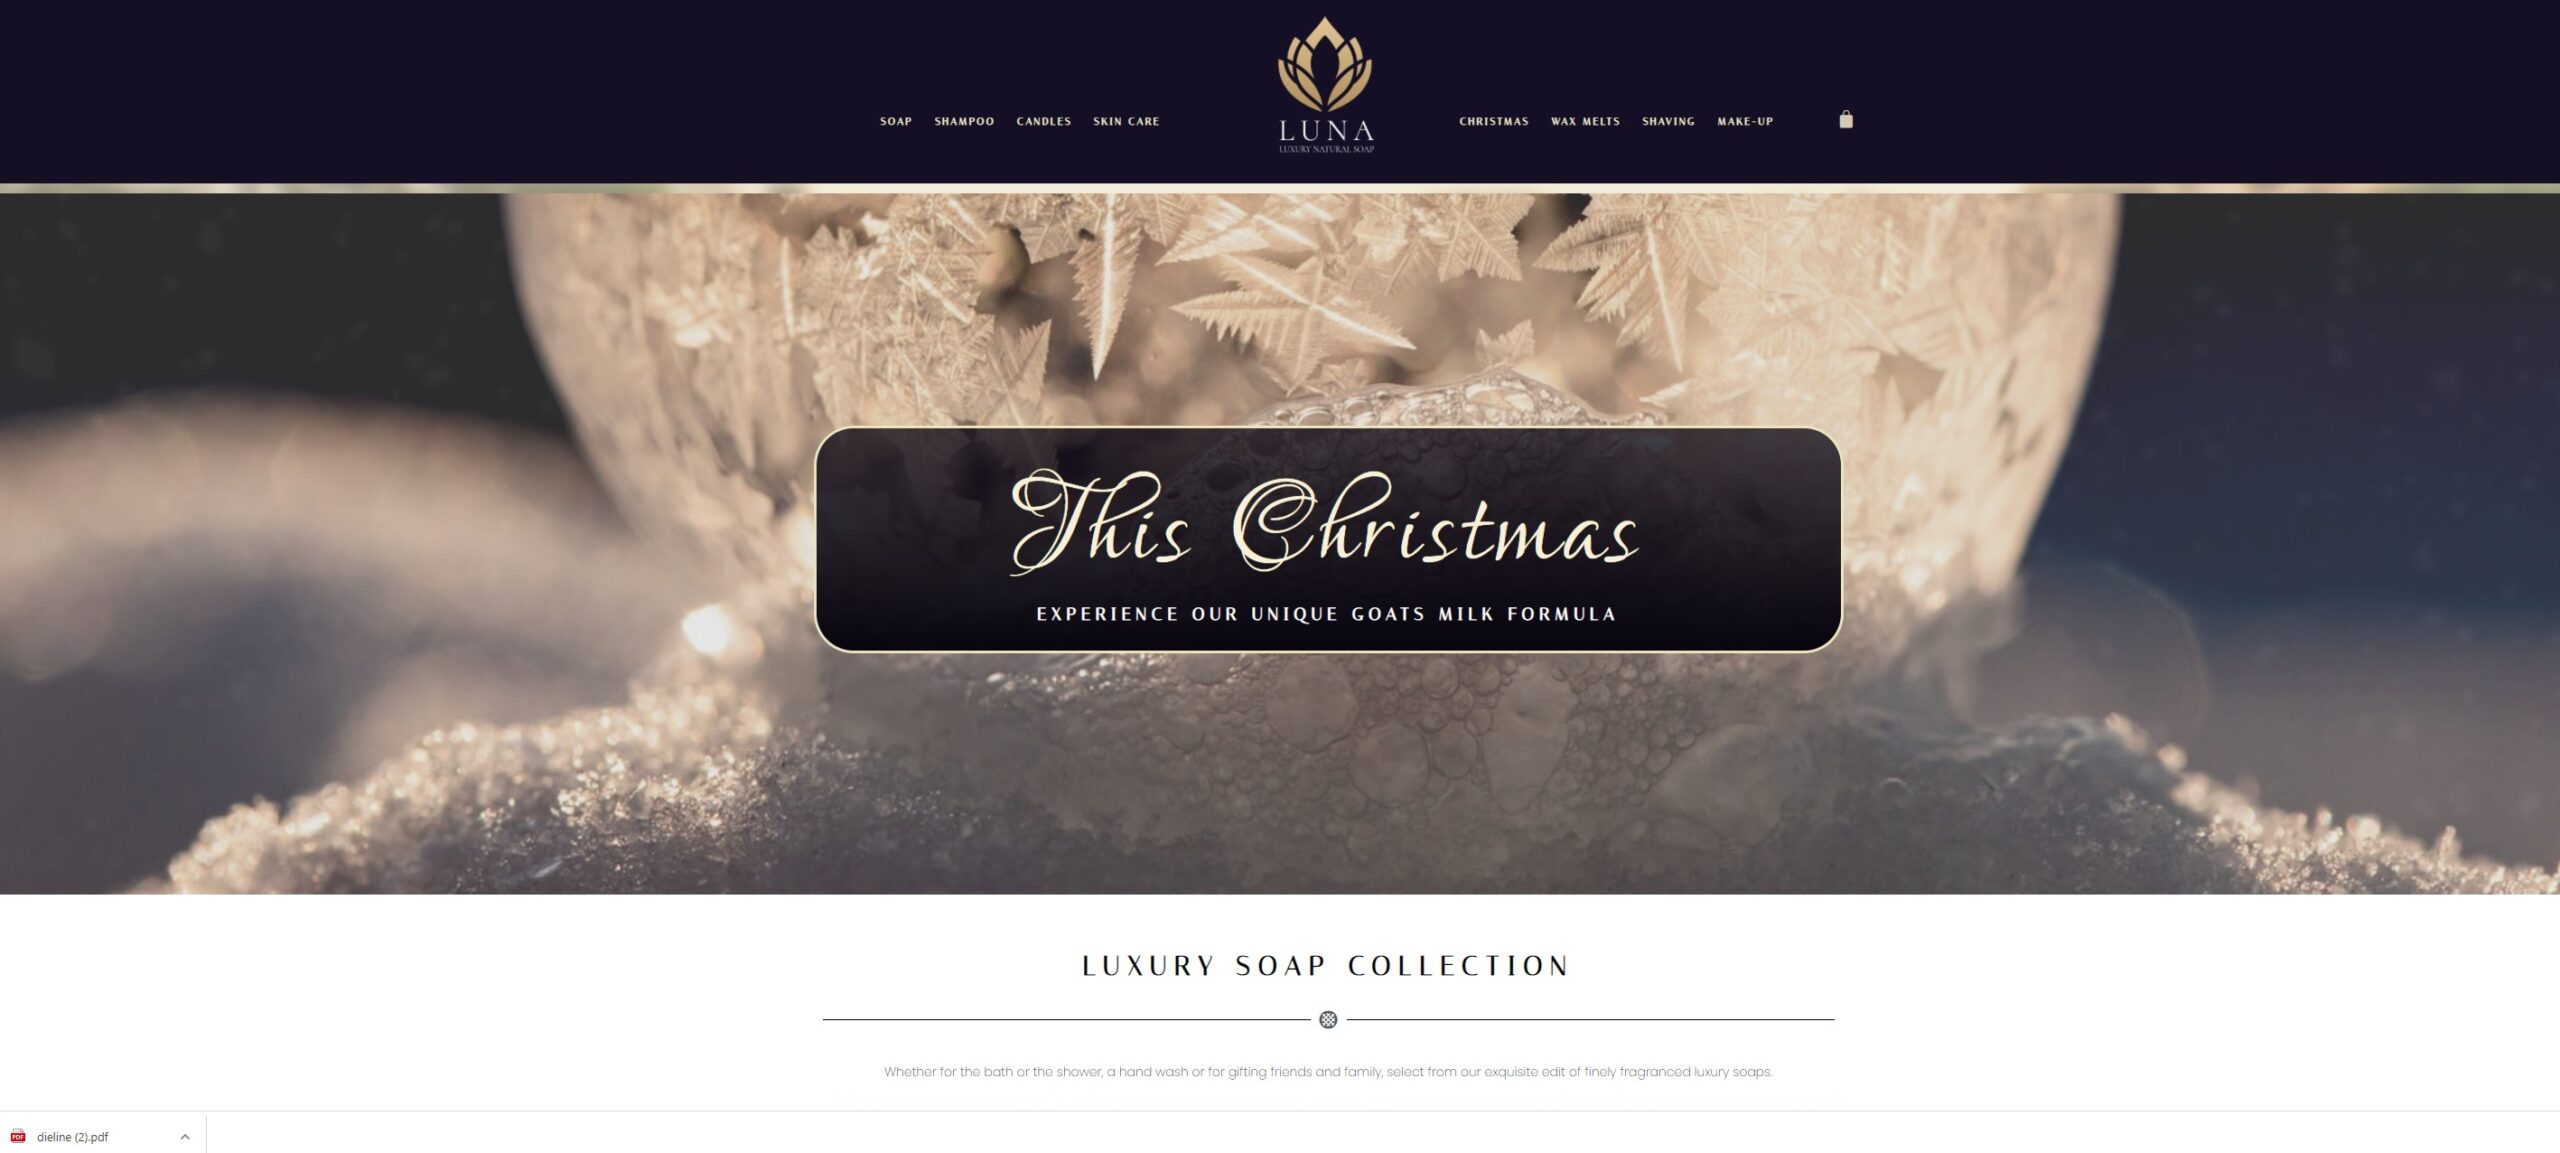 SOAP SHAMPOO CANDLES SKIN CARE
LUNA
LUXURY NATURAL SOAP
CHRISTMAS WAX MELTS SHAVING MAKE-UP
This Christmas
EXPERIENCE OUR UNIQUE GOATS MILK FORMULA
LUXURY SOAP COLLECTION
Whether for the bath or the shower, a hand wash or for gifting friends and family, select from our exquisite edit of finely fragranced luxury soaps.
PDF dieline (2).pdf